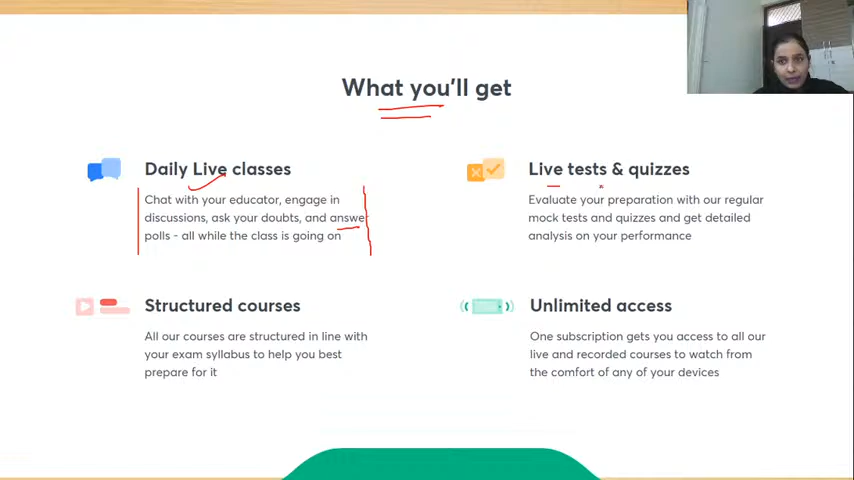 What you'll get
Daily Live classes
Chat with your educator, engage in
discussions, ask your doubts, and answer
polls - all while the class is going on
Live tests & quizzes
Evaluate your preparation with our regular
mock tests and quizzes and get detailed
analysis on your performance
Structured courses
All our courses are structured in line with
your exam syllabus to help you best
prepare for it
Unlimited access
One subscription gets you access to all our
live and recorded courses to watch from
the comfort of any of your devices